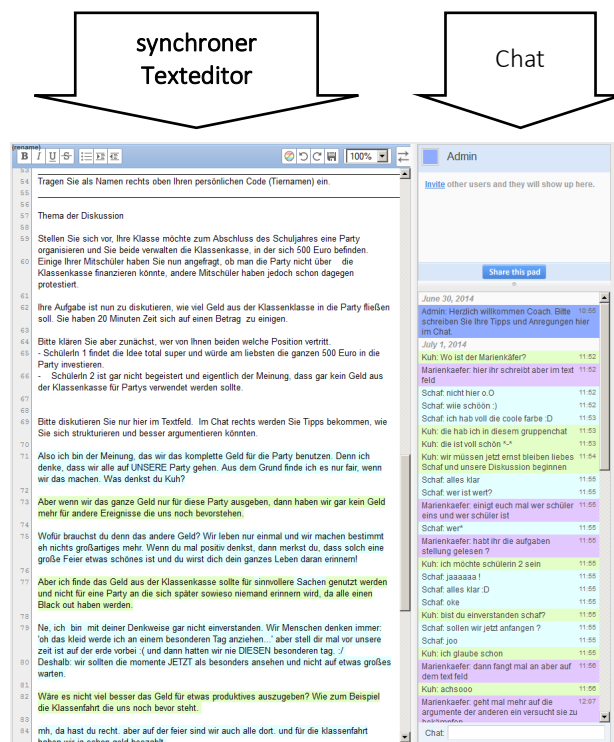 synchroner
Texteditor
Chat
(rename)
B I U S
100%
Admin
53
54 Tragen Sie als Namen rechts oben Ihren persönlichen Code (Tiernamen) ein.
55
56
57 Thema der Diskussion
58
59 Stellen Sie sich vor, Ihre Klasse möchte zum Abschluss des Schuljahres eine Party
organisieren und Sie beide verwalten die Klassenkasse, in der sich 500 Euro befinden.
60 Einige Ihrer Mitschüler haben Sie nun angefragt, ob man die Party nicht über die
Klassenkasse finanzieren könnte, andere Mitschüler haben jedoch schon dagegen
protestiert.
61
62 Ihre Aufgabe ist nun zu diskutieren, wie viel Geld aus der Klassenklasse in die Party fließen
soll. Sie haben 20 Minuten Zeit sich auf einen Betrag zu einigen.
63
64 Bitte klären Sie aber zunächst, wer von Ihnen beiden welche Position vertritt.
65 - SchülerIn 1 findet die Idee total super und würde am liebsten die ganzen 500 Euro in die
Party investieren.
66 - SchülerIn 2 ist gar nicht begeistert und eigentlich der Meinung, dass gar kein Geld aus
der Klassenkasse für Partys verwendet werden sollte.
67
68
69 Bitte diskutieren Sie nur hier im Textfeld. Im Chat rechts werden Sie Tipps bekommen, wie
Sie sich strukturieren und besser argumentieren könnten.
70
71 Also ich bin der Meinung, das wir das komplette Geld für die Party benutzen. Denn ich
denke, dass wir alle auf UNSERE Party gehen. Aus dem Grund finde ich es nur fair, wenn
wir das machen. Was denkst du Kuh?
72
73 Aber wenn wir das ganze Geld nur für diese Party ausgeben, dann haben wir gar kein Geld
mehr für andere Ereignisse die uns noch bevorstehen.
74
75 Wofür brauchst du denn das andere Geld? Wir leben nur einmal und wir machen bestimmt
eh nichts großartiges mehr. Wenn du mal positiv denkst, dann merkst du, dass solch eine
große Feier etwas schönes ist und du wirst dich dein ganzes Leben daran erinnern!
76
77 Aber ich finde das Geld aus der Klassenkasse sollte für sinnvollere Sachen genutzt werden
und nicht für eine Party an die sich später sowieso niemand erinnern wird, da alle einen
Black out haben werden.
78
79 Ne, ich bin mit deiner Denkweise gar nicht einverstanden. Wir Menschen denken immer:
'oh das kleid werde ich an einem besonderen Tag anziehen...' aber stell dir mal vor unsere
zeit ist auf der erde vorbei :( und dann hatten wir nie DIESEN besonderen tag. :/
80 Deshalb: wir sollten die momente JETZT als besonders ansehen und nicht auf etwas großes
warten.
81
82 Wäre es nicht viel besser das Geld für etwas produktives auszugeben? Wie zum Beispiel
die Klassenfahrt die uns noch bevor steht.
83
84 mh, da hast du recht. aber auf der feier sind wir auch alle dort. und für die klassenfahrt
haben wir ja schon geld bezahlt
Invite other users and they will show up here.
Share this pad
June 30, 2014
Admin: Herzlich willkommen Coach. Bitte 10:55
schreiben Sie Ihre Tipps und Anregungen hier
im Chat.
July 1, 2014
Kuh: Wo ist der Marienkäfer? 11:52
Marienkaefer: hier ihr schreibt aber im text 11:52
feld
Schaf: nicht hier o.O 11:52
Schaf: wiie schöön :) 11:52
Schaf: ich hab voll die coole farbe :D 11:53
Kuh: die hab ich in diesem gruppenchat 11:53
Kuh: die ist voll schön *-* 11:53
Kuh: wir müssen jetzt ernst bleiben liebes 11:54
Schaf und unsere Diskussion beginnen
Schaf: alles klar 11:55
Schaf: wer ist wert? 11:55
Marienkaefer: einigt euch mal wer schüler 11:55
eins und wer schüler ist
Schaf: wer* 11:55
Marienkaefer: habt ihr die aufgaben 11:55
stellung gelesen ?
Kuh: ich möchte schülerin 2 sein 11:55
Schaf: jaaaaaa ! 11:55
Schaf: alles klar :D 11:55
Schaf: oke 11:55
Kuh: bist du einverstanden schaf? 11:55
Schaf: sollen wir jetzt anfangen ? 11:55
Schaf: joo 11:55
Kuh: ich glaube schon 11:55
Marienkaefer: dann fangt mal an aber auf 11:56
dem text feld
Kuh: achsooo 11:56
Marienkaefer: geht mal mehr auf die 12:07
argumente der anderen ein versucht sie zu
bekämpfen
Chat: